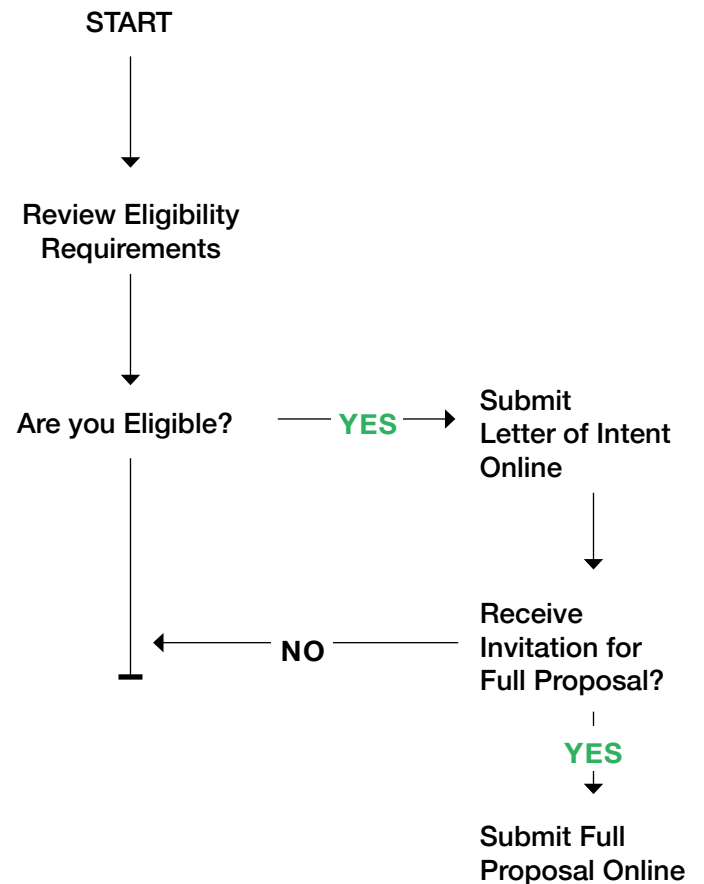 START
Review Eligibility
Requirements
Are you Eligible?
YES
Submit
Letter of Intent
Online
Receive
Invitation for
Full Proposal?
NO
YES
Submit Full
Proposal Online